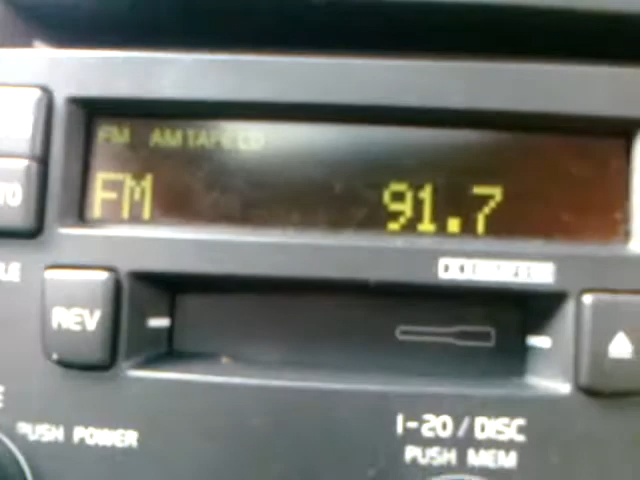 FM AM TAPE CD
FM 91.7
REV
PUSH POWER
1-20/DISC
PUSH MEM